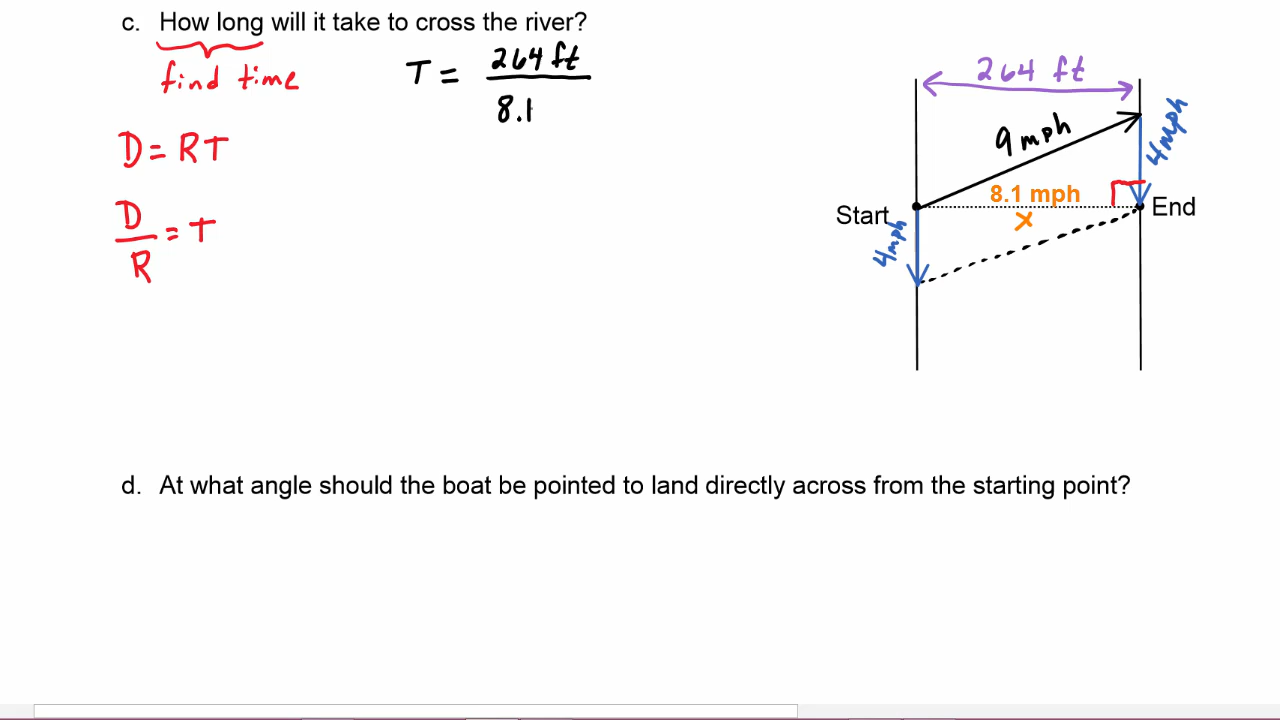 c. How long will it take to cross the river?
find time
T = 264 ft
8.1
D = RT
D
R
= T
264 ft
9 mph
4 mph
8.1 mph
x
Start
End
4 mph
d. At what angle should the boat be pointed to land directly across from the starting point?